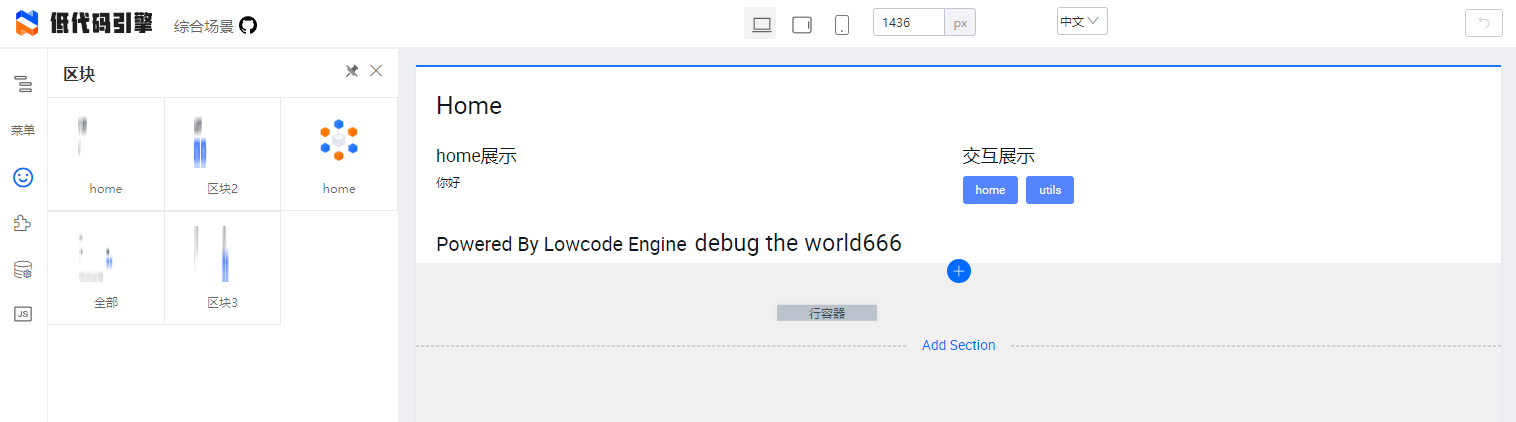 低代码引擎 综合场景 1436 px 中文
区块
菜单
home 区块2 home
全部 区块3
JS
Home
home展示 交互展示
你好 home utils
Powered By Lowcode Engine debug the world666
行容器
Add Section